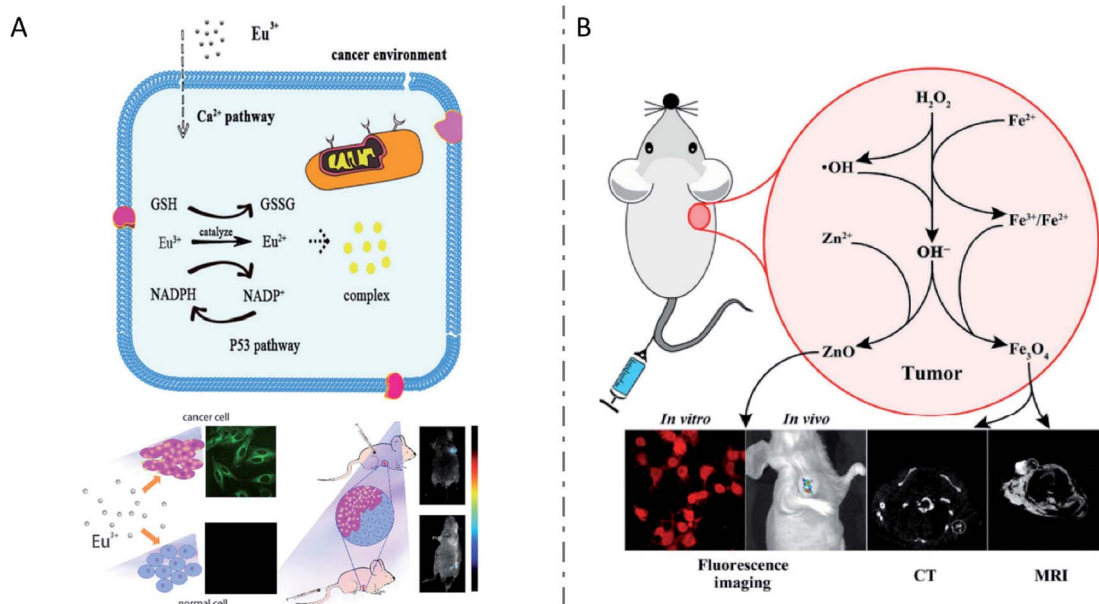 A
Eu³⁺
cancer environment
Ca²⁺ pathway
GSH
GSSG
Eu³⁺
catalyze
Eu²⁺
NADPH
NADP⁺
complex
P53 pathway
cancer cell
Eu³⁺
normal cell
B
H₂O₂
Fe²⁺
·OH
Fe³⁺/Fe²⁺
Zn²⁺
OH⁻
ZnO
Fe₃O₄
Tumor
In vitro
In vivo
Fluorescence
imaging
CT
MRI